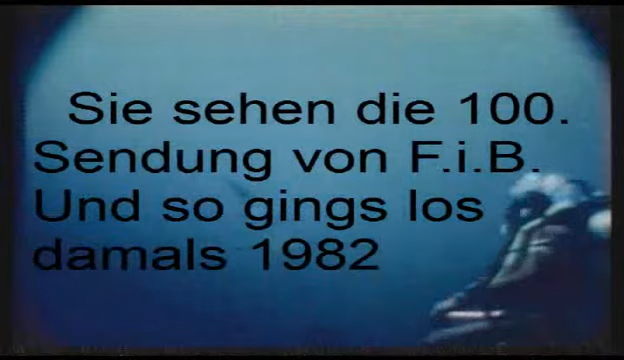 Sie sehen die 100.
Sendung von F.i.B.
Und so gings los
damals 1982